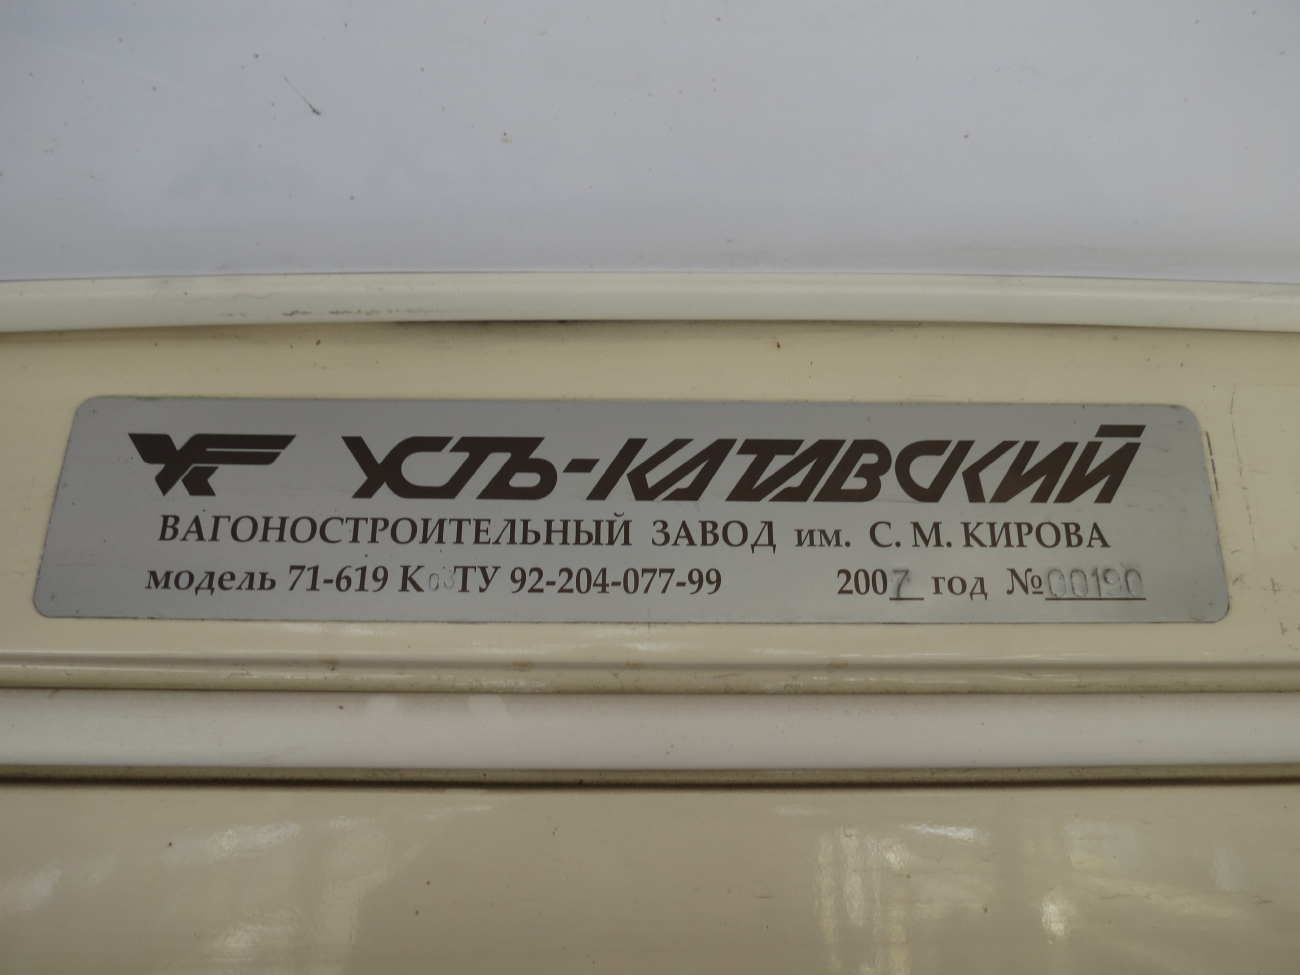 УСТЬ-КАТАВСКИЙ
ВАГОНОСТРОИТЕЛЬНЫЙ ЗАВОД им. С. М. КИРОВА
модель 71-619 К ТУ 92-204-077-99 2007 год №00190